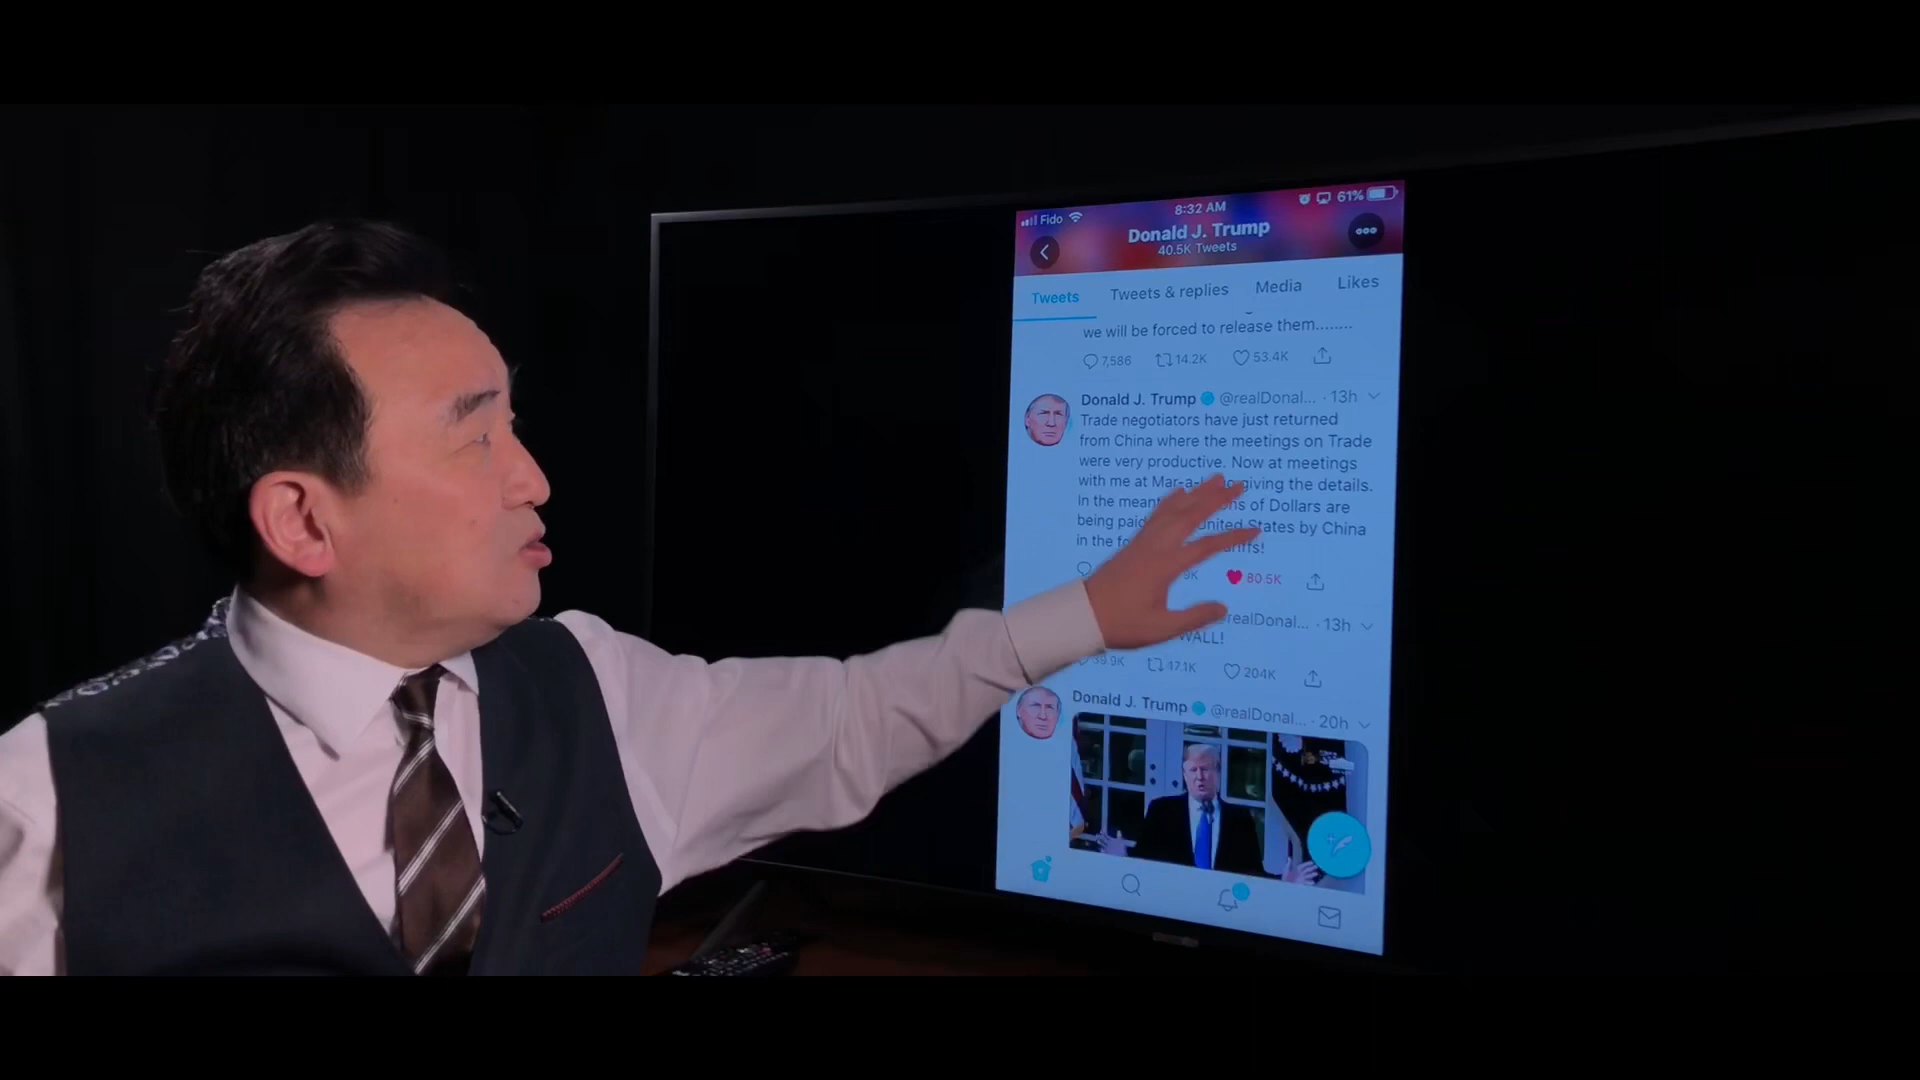 Fido
8:32 AM
61%
Donald J. Trump
40.5K Tweets
Tweets
Tweets & replies
Media
Likes
we will be forced to release them........
7,586
14.2K
53.4K
Donald J. Trump @realDonal... · 13h
Trade negotiators have just returned
from China where the meetings on Trade
were very productive. Now at meetings
with me at Mar-a- giving the details.
In the of Dollars are
being paid United States by China
in the
80.5K
@realDonal... · 13h
WALL!
39.9K
17.1K
204K
Donald J. Trump @realDonal... · 20h